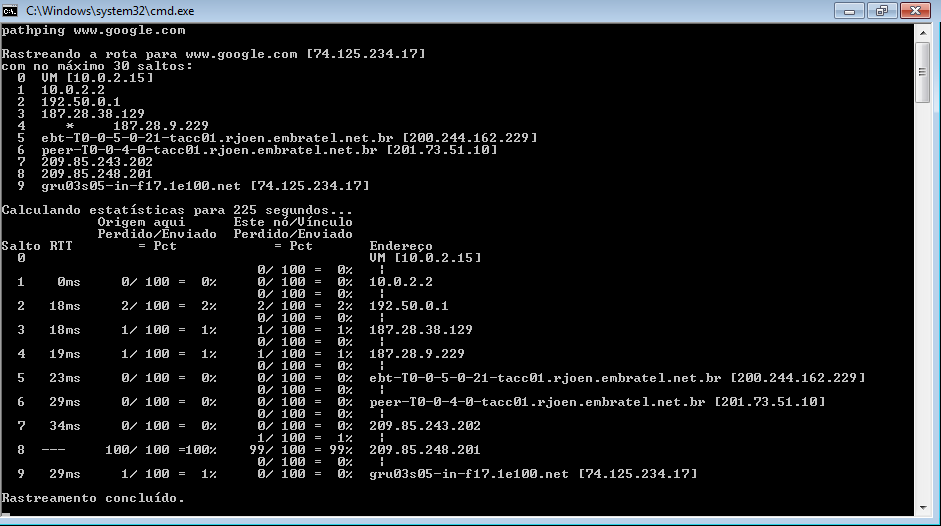 C:\Windows\system32\cmd.exe
pathping www.google.com
Rastreando a rota para www.google.com [74.125.234.17]
com no máximo 30 saltos:
0 VM [10.0.2.15]
1 10.0.2.2
2 192.50.0.1
3 187.28.38.129
4 * 187.28.9.229
5 ebt-T0-0-5-0-21-tacc01.rjoen.embratel.net.br [200.244.162.229]
6 peer-T0-0-4-0-tacc01.rjoen.embratel.net.br [201.73.51.10]
7 209.85.243.202
8 209.85.248.201
9 gru03s05-in-f17.1e100.net [74.125.234.17]
Calculando estatísticas para 225 segundos...
Origem aqui Este nó/Vínculo
Perdido/Enviado Perdido/Enviado
Salto RTT = Pct = Pct Endereço
0 VM [10.0.2.15]
0/ 100 = 0% ¦
1 0ms 0/ 100 = 0% 0/ 100 = 0% 10.0.2.2
0/ 100 = 0% ¦
2 18ms 2/ 100 = 2% 2/ 100 = 2% 192.50.0.1
0/ 100 = 0% ¦
3 18ms 1/ 100 = 1% 1/ 100 = 1% 187.28.38.129
0/ 100 = 0% ¦
4 19ms 1/ 100 = 1% 1/ 100 = 1% 187.28.9.229
0/ 100 = 0% ¦
5 23ms 0/ 100 = 0% 0/ 100 = 0% ebt-T0-0-5-0-21-tacc01.rjoen.embratel.net.br [200.244.162.229]
0/ 100 = 0% ¦
6 29ms 0/ 100 = 0% 0/ 100 = 0% peer-T0-0-4-0-tacc01.rjoen.embratel.net.br [201.73.51.10]
0/ 100 = 0% ¦
7 34ms 0/ 100 = 0% 0/ 100 = 0% 209.85.243.202
1/ 100 = 1% ¦
8 --- 100/ 100 =100% 99/ 100 = 99% 209.85.248.201
0/ 100 = 0% ¦
9 29ms 1/ 100 = 1% 0/ 100 = 0% gru03s05-in-f17.1e100.net [74.125.234.17]
Rastreamento concluído.